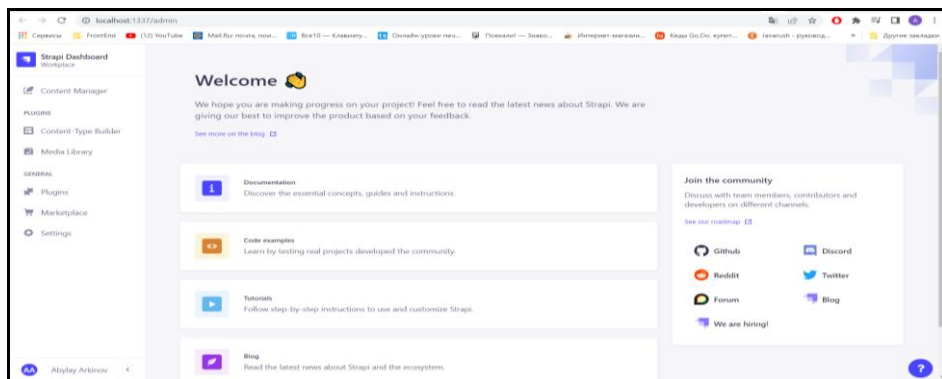 localhost:1337/admin
Сервисы FrontEnd (12) YouTube Mail.Ru: почта, пои... Все10 — Клавиату... Онлайн-уроки печ... Поехали! — Знако... Интернет-магазин... Кеды Go.Do. купит... Javarush - руковод... » Другие закладки
Strapi Dashboard
Workplace
Content Manager
PLUGINS
Content-Type Builder
Media Library
GENERAL
Plugins
Marketplace
Settings
Abylay Arkinov
AA
Welcome
We hope you are making progress on your project! Feel free to read the latest news about Strapi. We are
giving our best to improve the product based on your feedback.
See more on the blog
Documentation
Discover the essential concepts, guides and instructions.
Code examples
Learn by testing real projects developed the community.
Tutorials
Follow step-by-step instructions to use and customize Strapi.
Blog
Read the latest news about Strapi and the ecosystem.
Join the community
Discuss with team members, contributors and
developers on different channels.
See our roadmap
Github Discord
Reddit Twitter
Forum Blog
We are hiring!
?